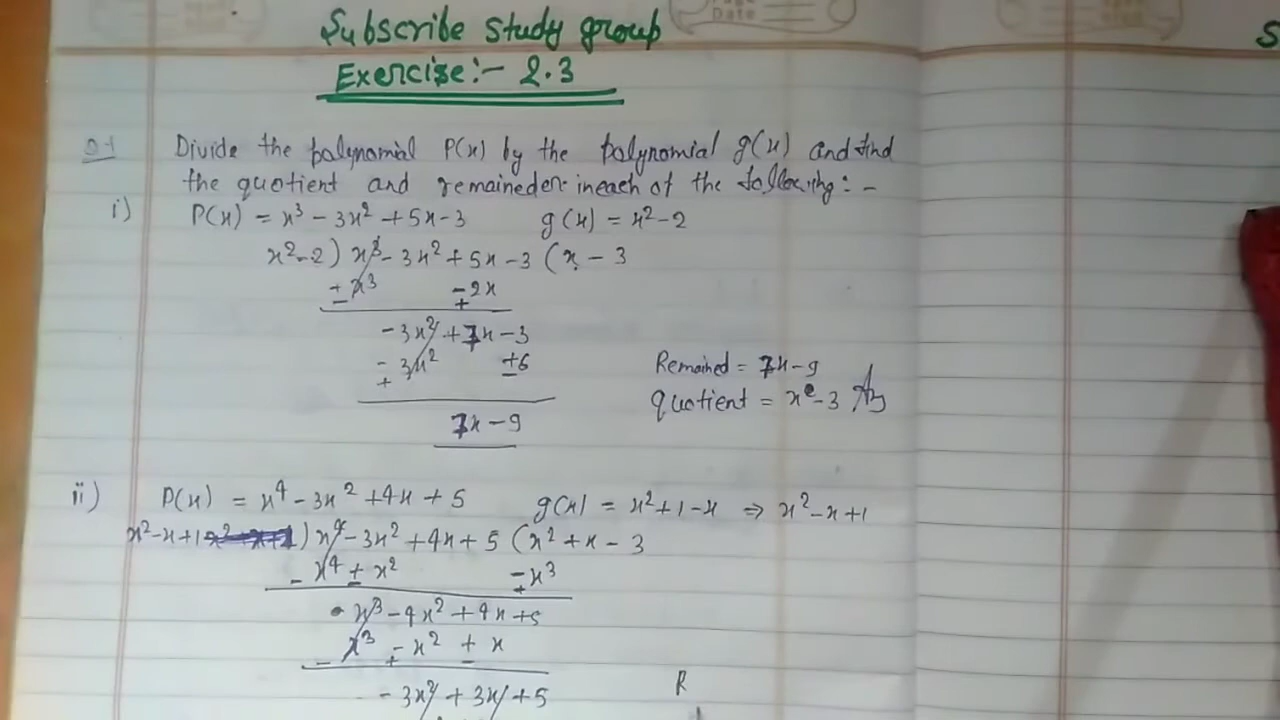 Subscribe study group
Exercise:- 2.3
Q.1 Divide the polynomial P(x) by the polynomial g(x) and find
the quotient and remaineder in each of the following:-
i) P(x) = x³ - 3x² + 5x - 3 g(x) = x² - 2
x² - 2 ) x³ - 3x² + 5x - 3 ( x - 3
x³ - 2x
- 3x² + 7x - 3
- 3x² + 6
7x - 9
Remained = 7x - 9
quotient = x - 3 Ans
ii) P(x) = x⁴ - 3x² + 4x + 5 g(x) = x² + 1 - x ⇒ x² - x + 1
x² - x + 1 ) x⁴ - 3x² + 4x + 5 ( x² + x - 3
x⁴ + x² - x³
x³ - 4x² + 4x + 5
x³ - x² + x
- 3x² + 3x + 5
R
S